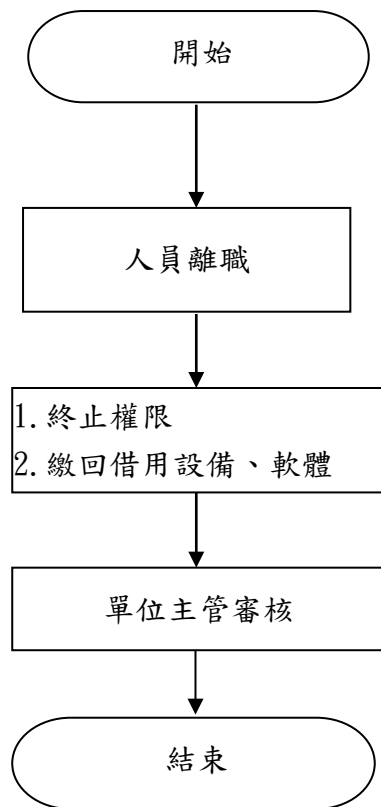 開始
人員離職
1.終止權限
2.繳回借用設備、軟體
單位主管審核
結束